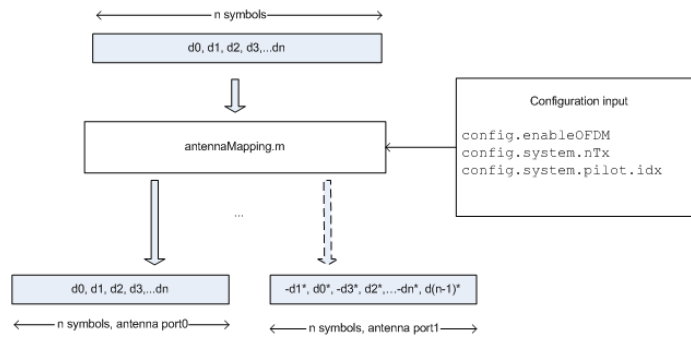 n symbols
d0, d1, d2, d3,...dn
Configuration input
config.enableOFDM
config.system.nTx
config.system.pilot.idx
antennaMapping.m
...
d0, d1, d2, d3,...dn
-d1*, d0*, -d3*, d2*,...-dn*, d(n-1)*
n symbols, antenna port0
n symbols, antenna port1